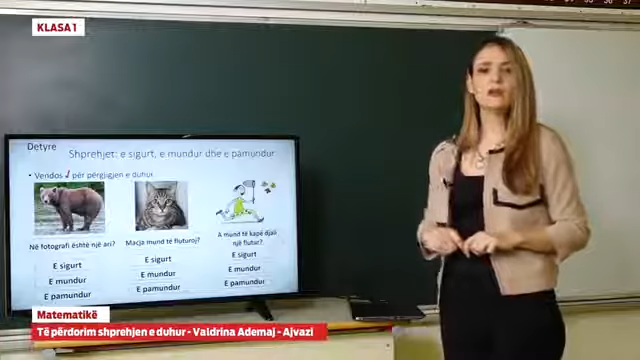 KLASA 1
Detyre
Shprehjet: e sigurt, e mundur dhe e pamundur
• Vendos √ për përgjigjen e duhur.
Në fotografi është një ari?
E sigurt
E mundur
E pamundur
Macja mund të fluturoj?
E sigurt
E mundur
E pamundur
A mund të kapë djali
një flutur?
E sigurt
E mundur
E pamundur
Matematikë
Të përdorim shprehjen e duhur - Valdrina Ademaj - Ajvazi